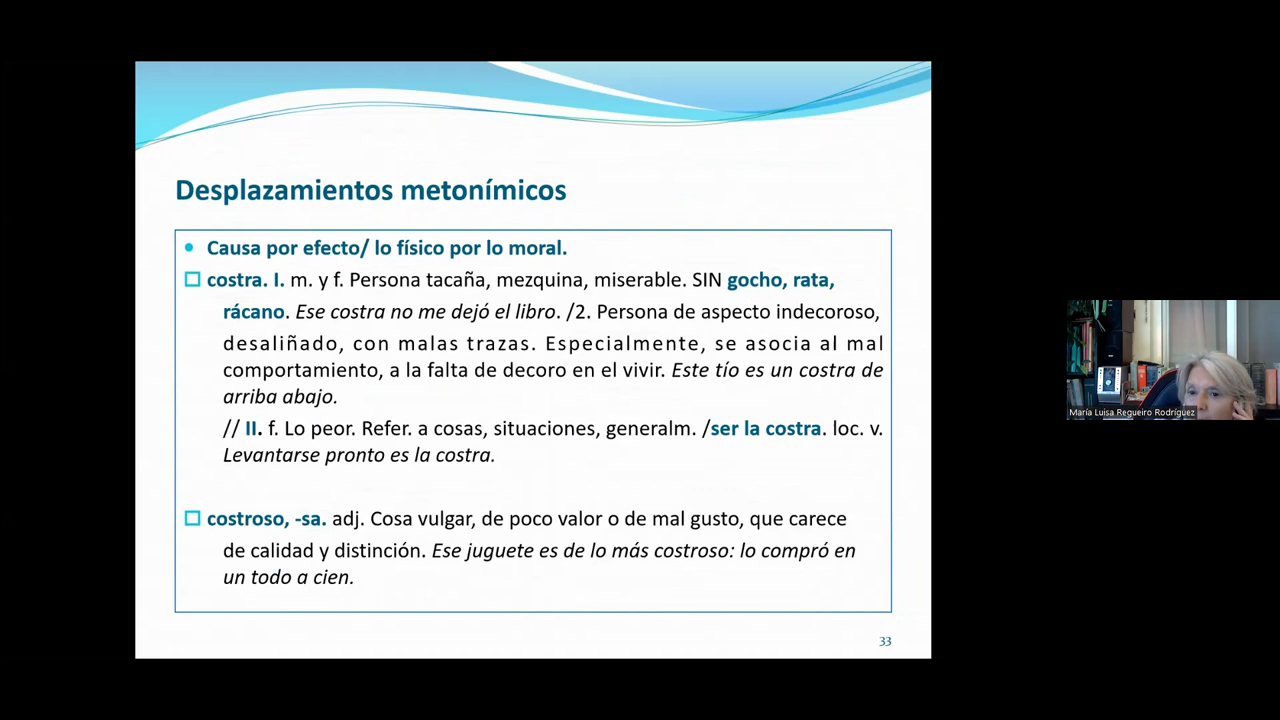 Desplazamientos metonímicos
Causa por efecto/ lo físico por lo moral.
costra. I. m. y f. Persona tacaña, mezquina, miserable. SIN gocho, rata,
rácano. Ese costra no me dejó el libro. /2. Persona de aspecto indecoroso,
desaliñado, con malas trazas. Especialmente, se asocia al mal
comportamiento, a la falta de decoro en el vivir. Este tío es un costra de
arriba abajo.
// II. f. Lo peor. Refer. a cosas, situaciones, generalm. /ser la costra. loc. v.
Levantarse pronto es la costra.
costroso, -sa. adj. Cosa vulgar, de poco valor o de mal gusto, que carece
de calidad y distinción. Ese juguete es de lo más costroso: lo compró en
un todo a cien.
33
María Luisa Regueiro Rodríguez